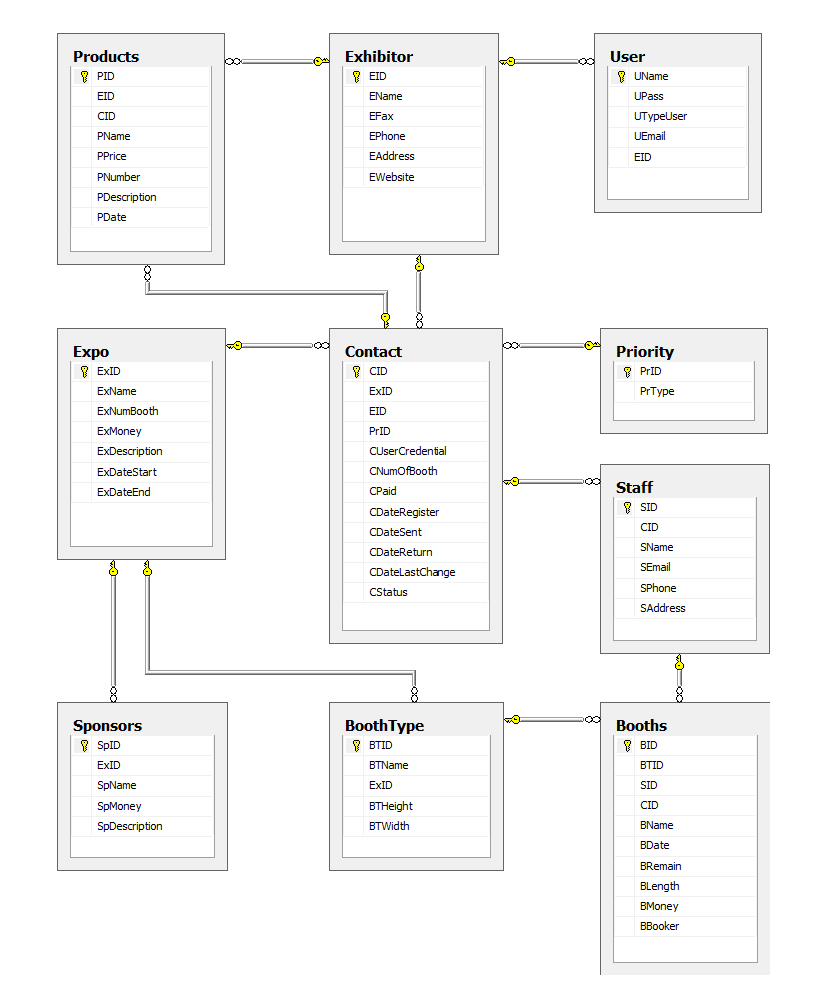 Products
PID
EID
CID
PName
PPrice
PNumber
PDescription
PDate
Exhibitor
EID
EName
EFax
EPhone
EAddress
EWebsite
User
UName
UPass
UTypeUser
UEmail
EID
Expo
ExID
ExName
ExNumBooth
ExMoney
ExDescription
ExDateStart
ExDateEnd
Contact
CID
ExID
EID
PrID
CUserCredential
CNumOfBooth
CPaid
CDateRegister
CDateSent
CDateReturn
CDateLastChange
CStatus
Priority
PrID
PrType
Staff
SID
CID
SName
SEmail
SPhone
SAddress
Sponsors
SpID
ExID
SpName
SpMoney
SpDescription
BoothType
BTID
BTName
ExID
BTHeight
BTWidth
Booths
BID
BTID
SID
CID
BName
BDate
BRemain
BLength
BMoney
BBooker